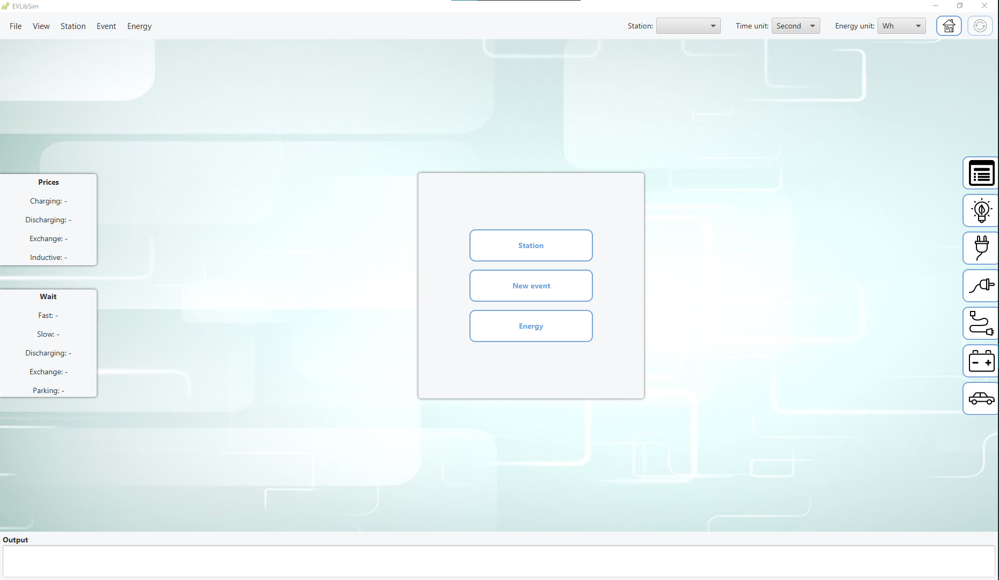 EVLibSim
File View Station Event Energy Station: Time unit: Second Energy unit: Wh
Prices
Charging: -
Discharging: -
Exchange: -
Inductive: -
Wait
Fast: -
Slow: -
Discharging: -
Exchange: -
Parking: -
Station
New event
Energy
Output